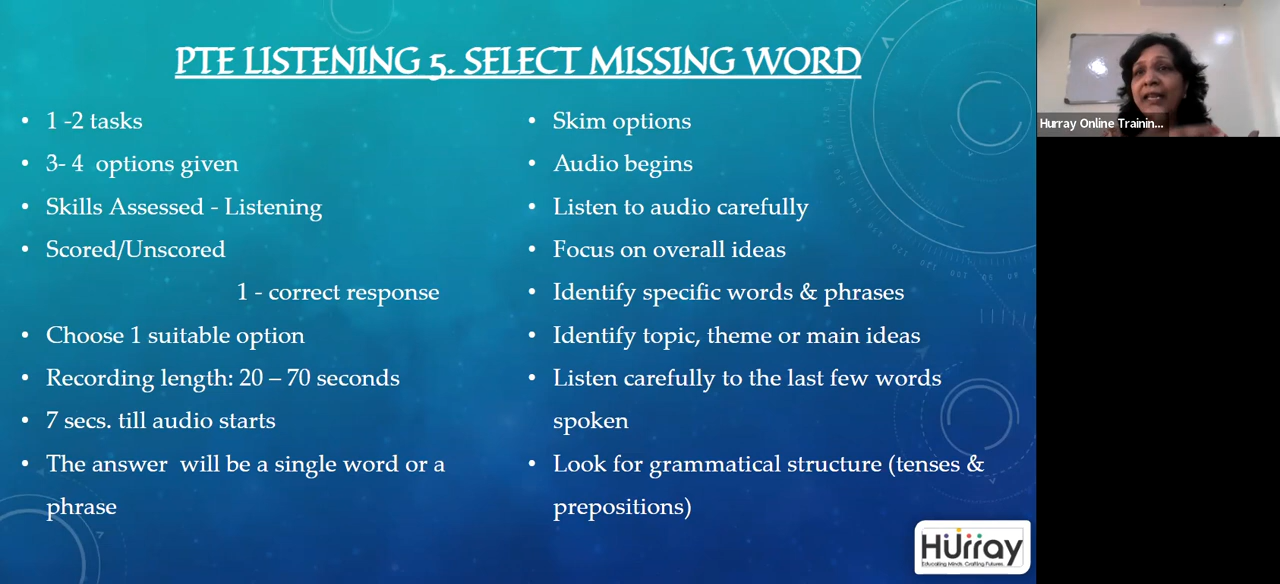 PTE LISTENING 5. SELECT MISSING WORD
• 1 -2 tasks
• 3- 4 options given
• Skills Assessed - Listening
• Scored/Unscored
1 - correct response
• Choose 1 suitable option
• Recording length: 20 – 70 seconds
• 7 secs. till audio starts
• The answer will be a single word or a
phrase
• Skim options
• Audio begins
• Listen to audio carefully
• Focus on overall ideas
• Identify specific words & phrases
• Identify topic, theme or main ideas
• Listen carefully to the last few words
spoken
• Look for grammatical structure (tenses &
prepositions)
Hurray
Educating Minds. Crafting Futures.
Hurray Online Trainin...